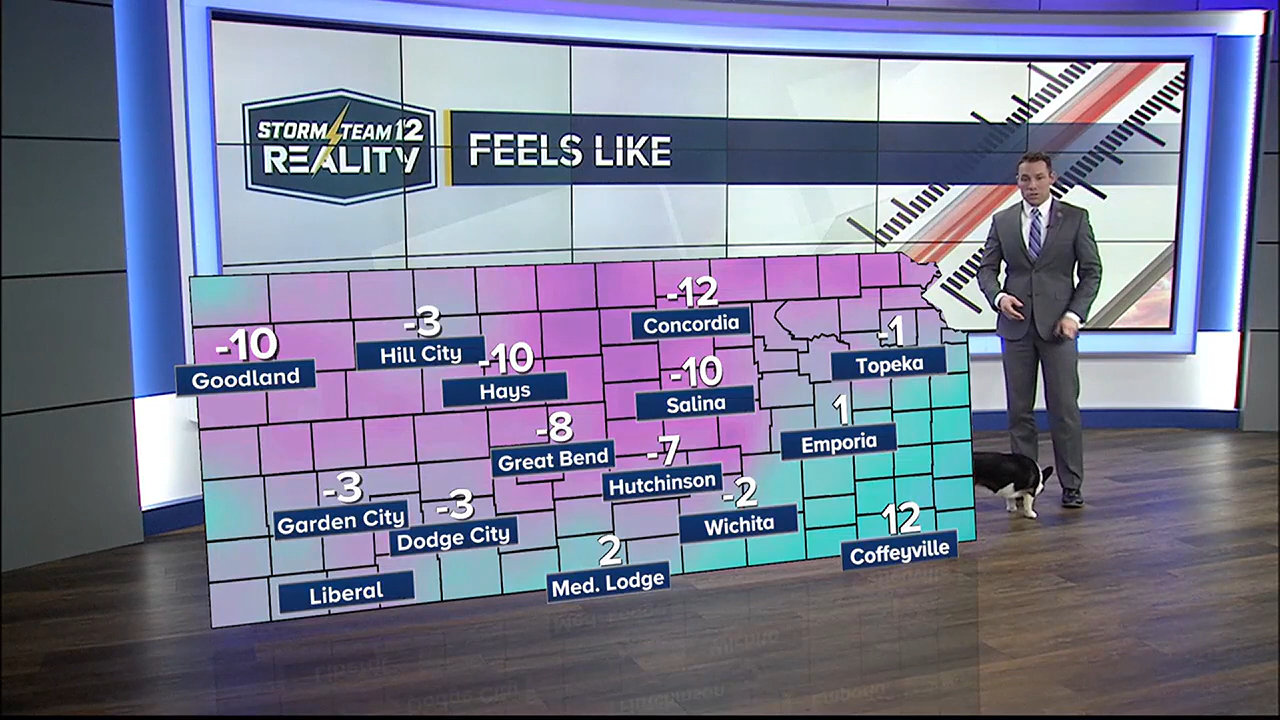 STORM TEAM 12
REALITY
FEELS LIKE
-12
Concordia
-3
Hill City
-10
Goodland
-10
Hays
-1
Topeka
-10
Salina
1
Emporia
-8
Great Bend
-7
Hutchinson
-3
Garden City
-3
Dodge City
-2
Wichita
12
Coffeyville
2
Med. Lodge
Liberal